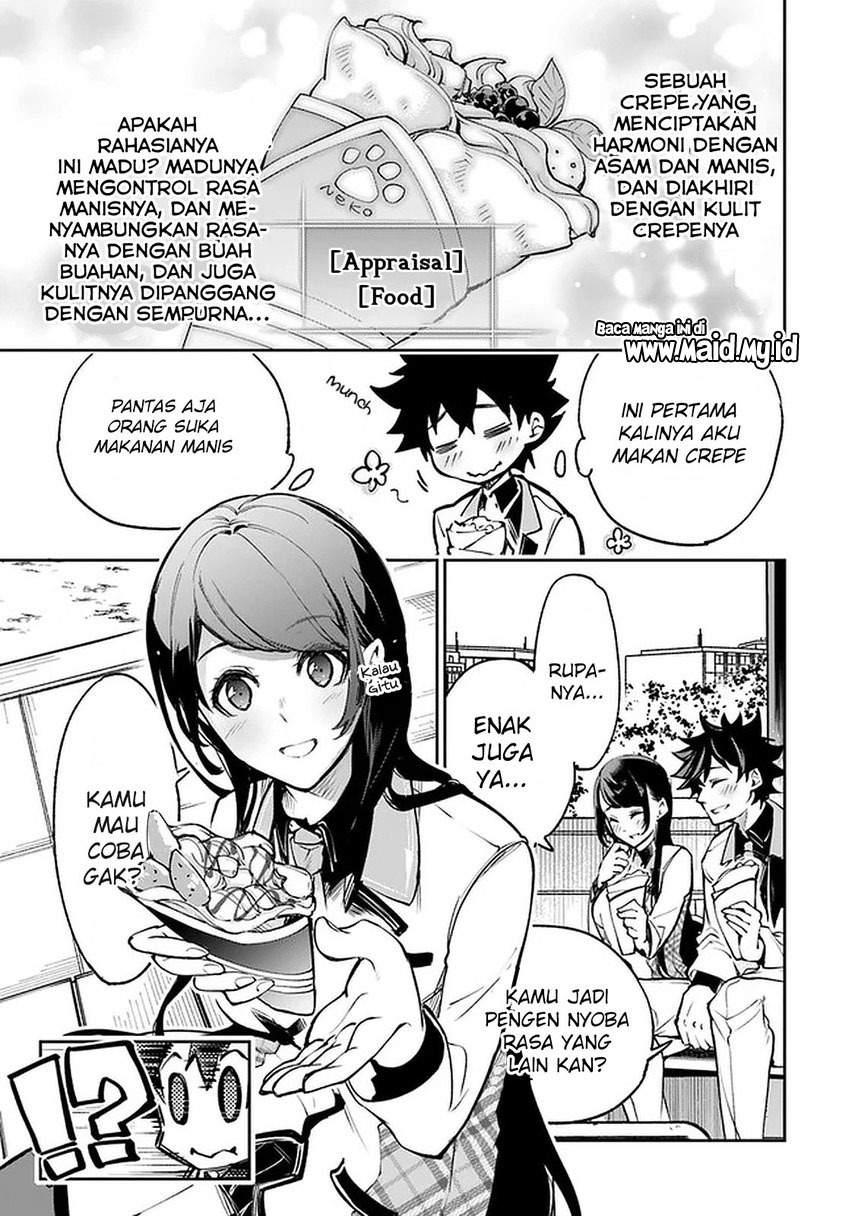 SEBUAH
CREPE YANG
MENCIPTAKAN
HARMONI DENGAN
ASAM DAN MANIS,
DAN DIAKHIRI
DENGAN KULIT
CREPENYA
APAKAH
RAHASIANYA
INI MADU? MADUNYA
MENGONTROL RASA
MANISNYA, DAN ME-
NYAMBUNGKAN RASA-
NYA DENGAN BUAH
BUAHAN, DAN JUGA
KULITNYA DIPANGGANG
DENGAN SEMPURNA...
NEKO
[Appraisal]
[Food]
Baca Manga ini di
www.Maid.My.id
INI PERTAMA
KALINYA AKU
MAKAN CREPE
munch
PANTAS AJA
ORANG SUKA
MAKANAN MANIS
RUPA-
NYA...
ENAK
JUGA
YA...
KAMU JADI
PENGEN NYOBA
RASA YANG
LAIN KAN?
Kalau
Gitu
KAMU
MAU
COBA
GAK?
!?